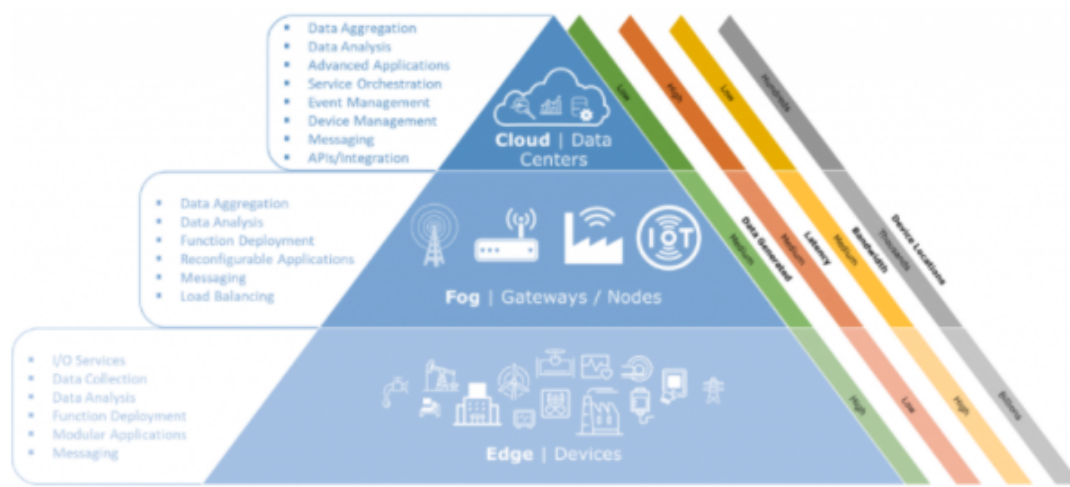 Data Aggregation
Data Analysis
Advanced Applications
Service Orchestration
Event Management
Device Management
Messaging
APIs/Integration
Cloud | Data
Centers
Low
High
Low
Hundreds
Data Aggregation
Data Analysis
Function Deployment
Reconfigurable Applications
Messaging
Load Balancing
IOT
Fog | Gateways / Nodes
Data Generated
Medium
Latency
Medium
Bandwidth
Medium
Device Locations
Thousands
I/O Services
Data Collection
Data Analysis
Function Deployment
Modular Applications
Messaging
Edge | Devices
High
Low
High
Billions